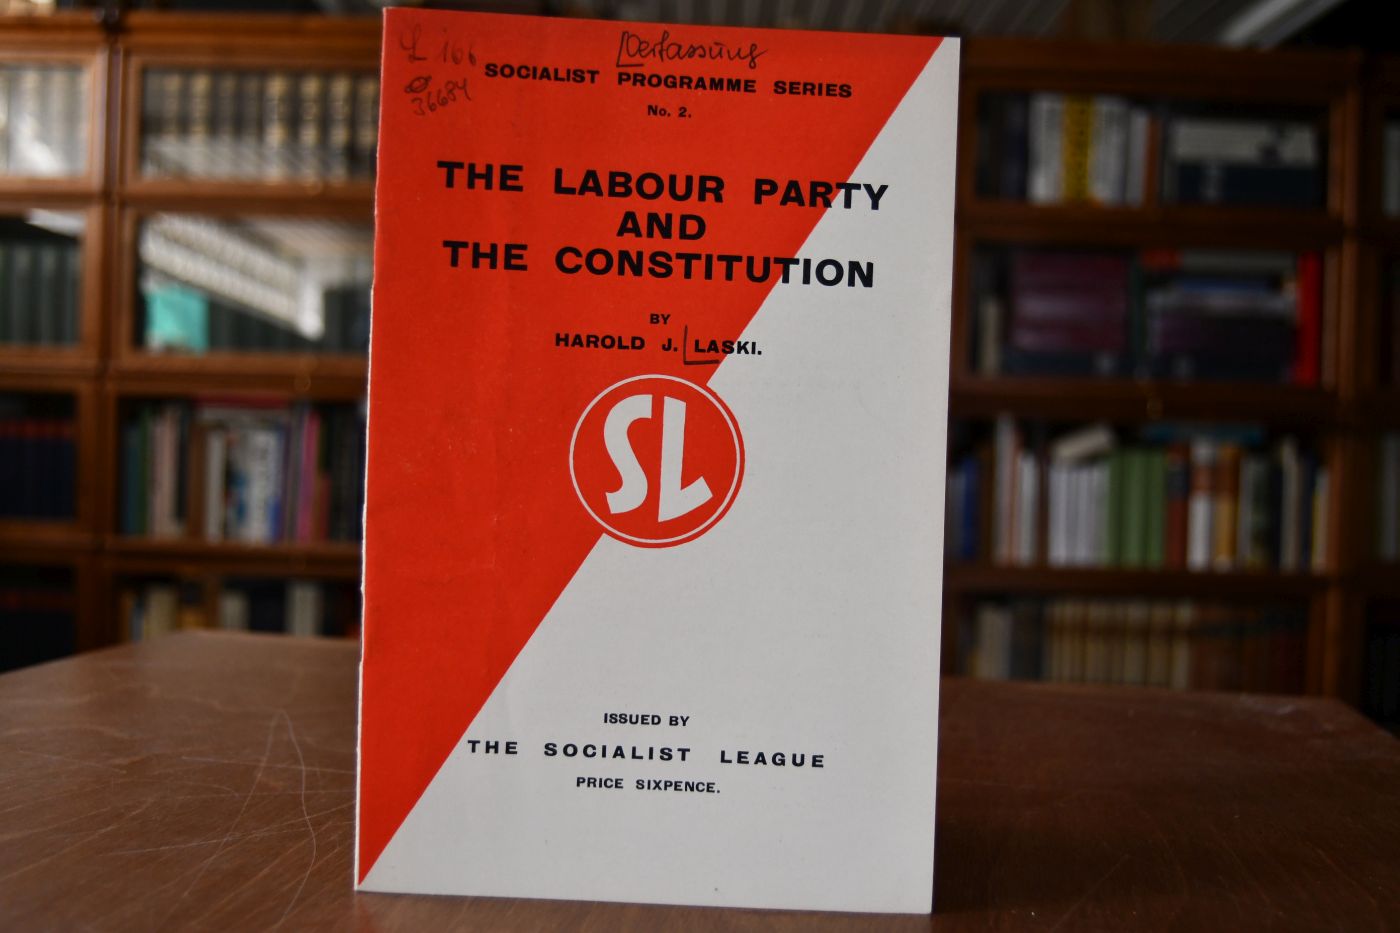 L 166
36684
Verfassung
SOCIALIST PROGRAMME SERIES
No. 2.
THE LABOUR PARTY
AND
THE CONSTITUTION
BY
HAROLD J. LASKI.
SL
ISSUED BY
THE SOCIALIST LEAGUE
PRICE SIXPENCE.